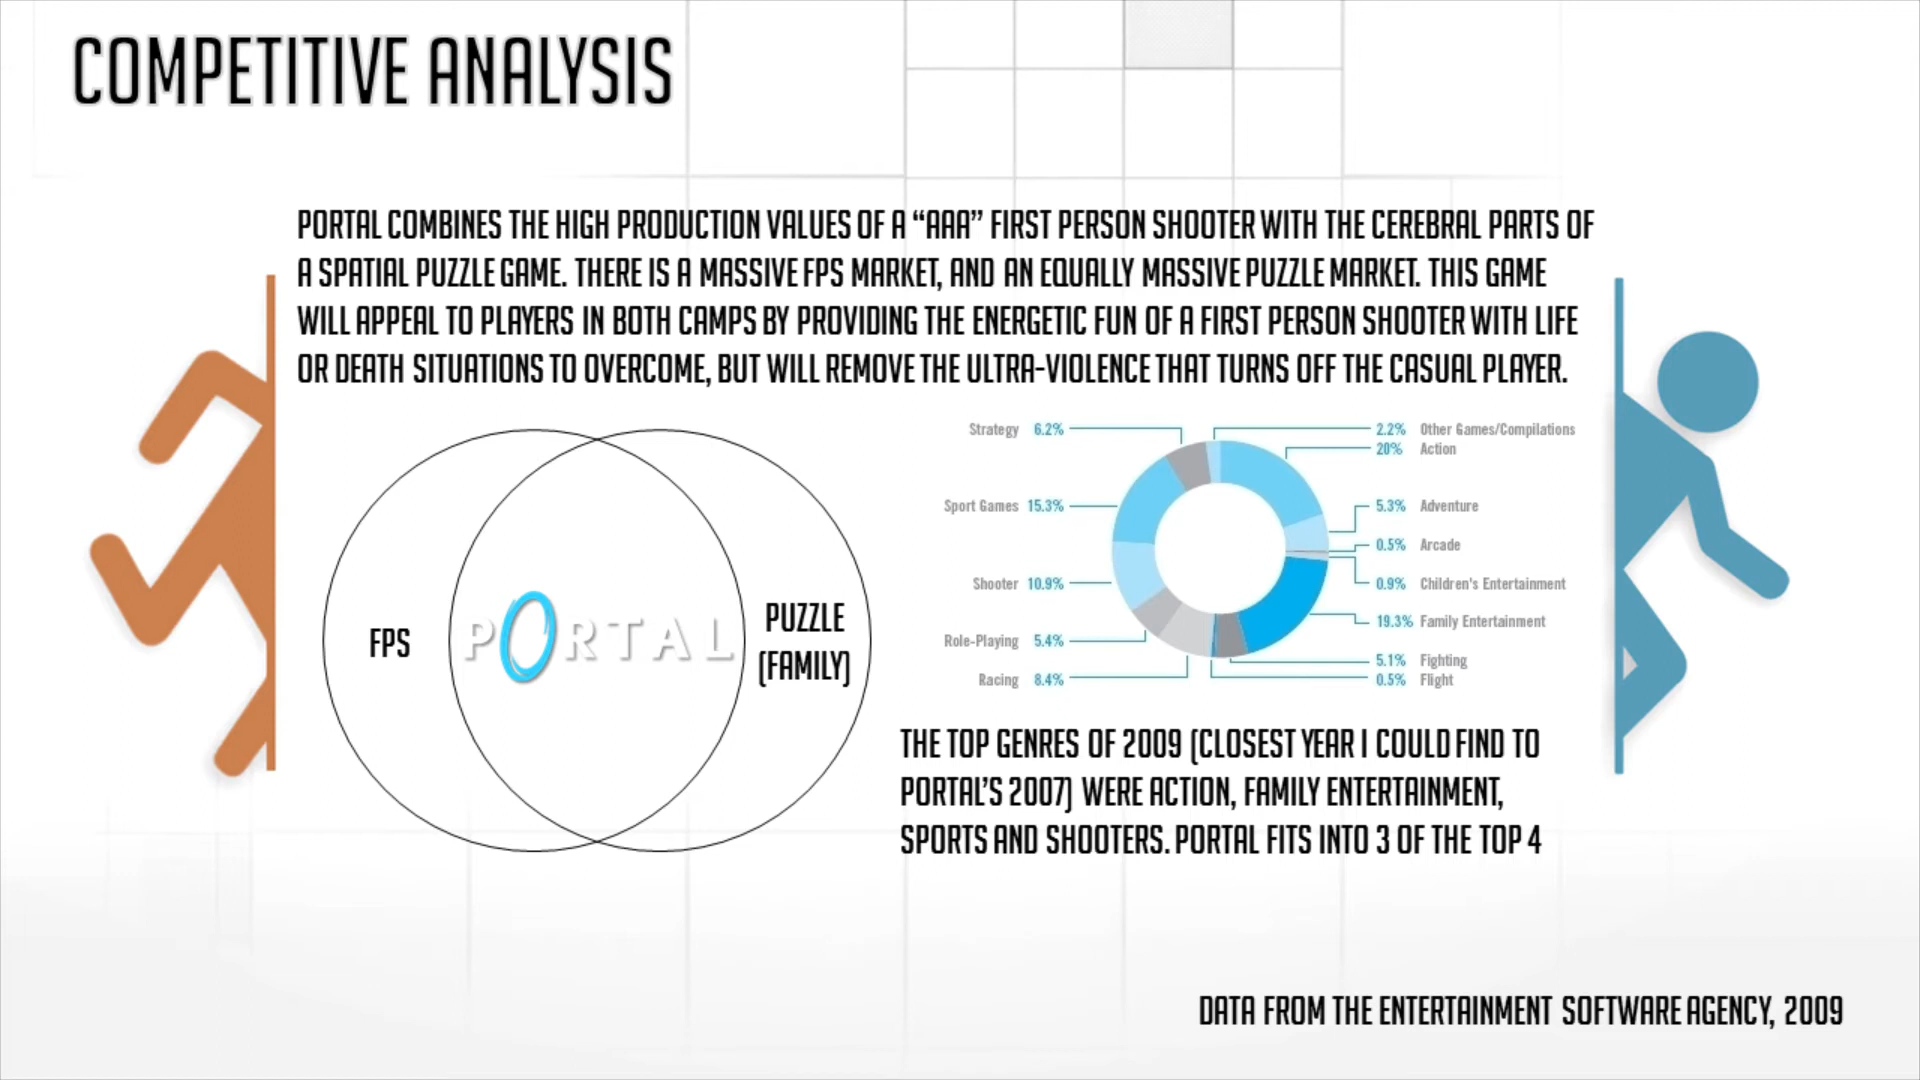 COMPETITIVE ANALYSIS
PORTAL COMBINES THE HIGH PRODUCTION VALUES OF A “AAA” FIRST PERSON SHOOTER WITH THE CEREBRAL PARTS OF
A SPATIAL PUZZLE GAME. THERE IS A MASSIVE FPS MARKET, AND AN EQUALLY MASSIVE PUZZLE MARKET. THIS GAME
WILL APPEAL TO PLAYERS IN BOTH CAMPS BY PROVIDING THE ENERGETIC FUN OF A FIRST PERSON SHOOTER WITH LIFE
OR DEATH SITUATIONS TO OVERCOME, BUT WILL REMOVE THE ULTRA-VIOLENCE THAT TURNS OFF THE CASUAL PLAYER.
FPS
PORTAL
PUZZLE
(FAMILY)
Strategy 6.2%
Sport Games 15.3%
Shooter 10.9%
Role-Playing 5.4%
Racing 8.4%
2.2% Other Games/Compilations
20% Action
5.3% Adventure
0.5% Arcade
0.9% Children's Entertainment
19.3% Family Entertainment
5.1% Fighting
0.5% Flight
THE TOP GENRES OF 2009 (CLOSEST YEAR I COULD FIND TO
PORTAL’S 2007) WERE ACTION, FAMILY ENTERTAINMENT,
SPORTS AND SHOOTERS. PORTAL FITS INTO 3 OF THE TOP 4
DATA FROM THE ENTERTAINMENT SOFTWARE AGENCY, 2009